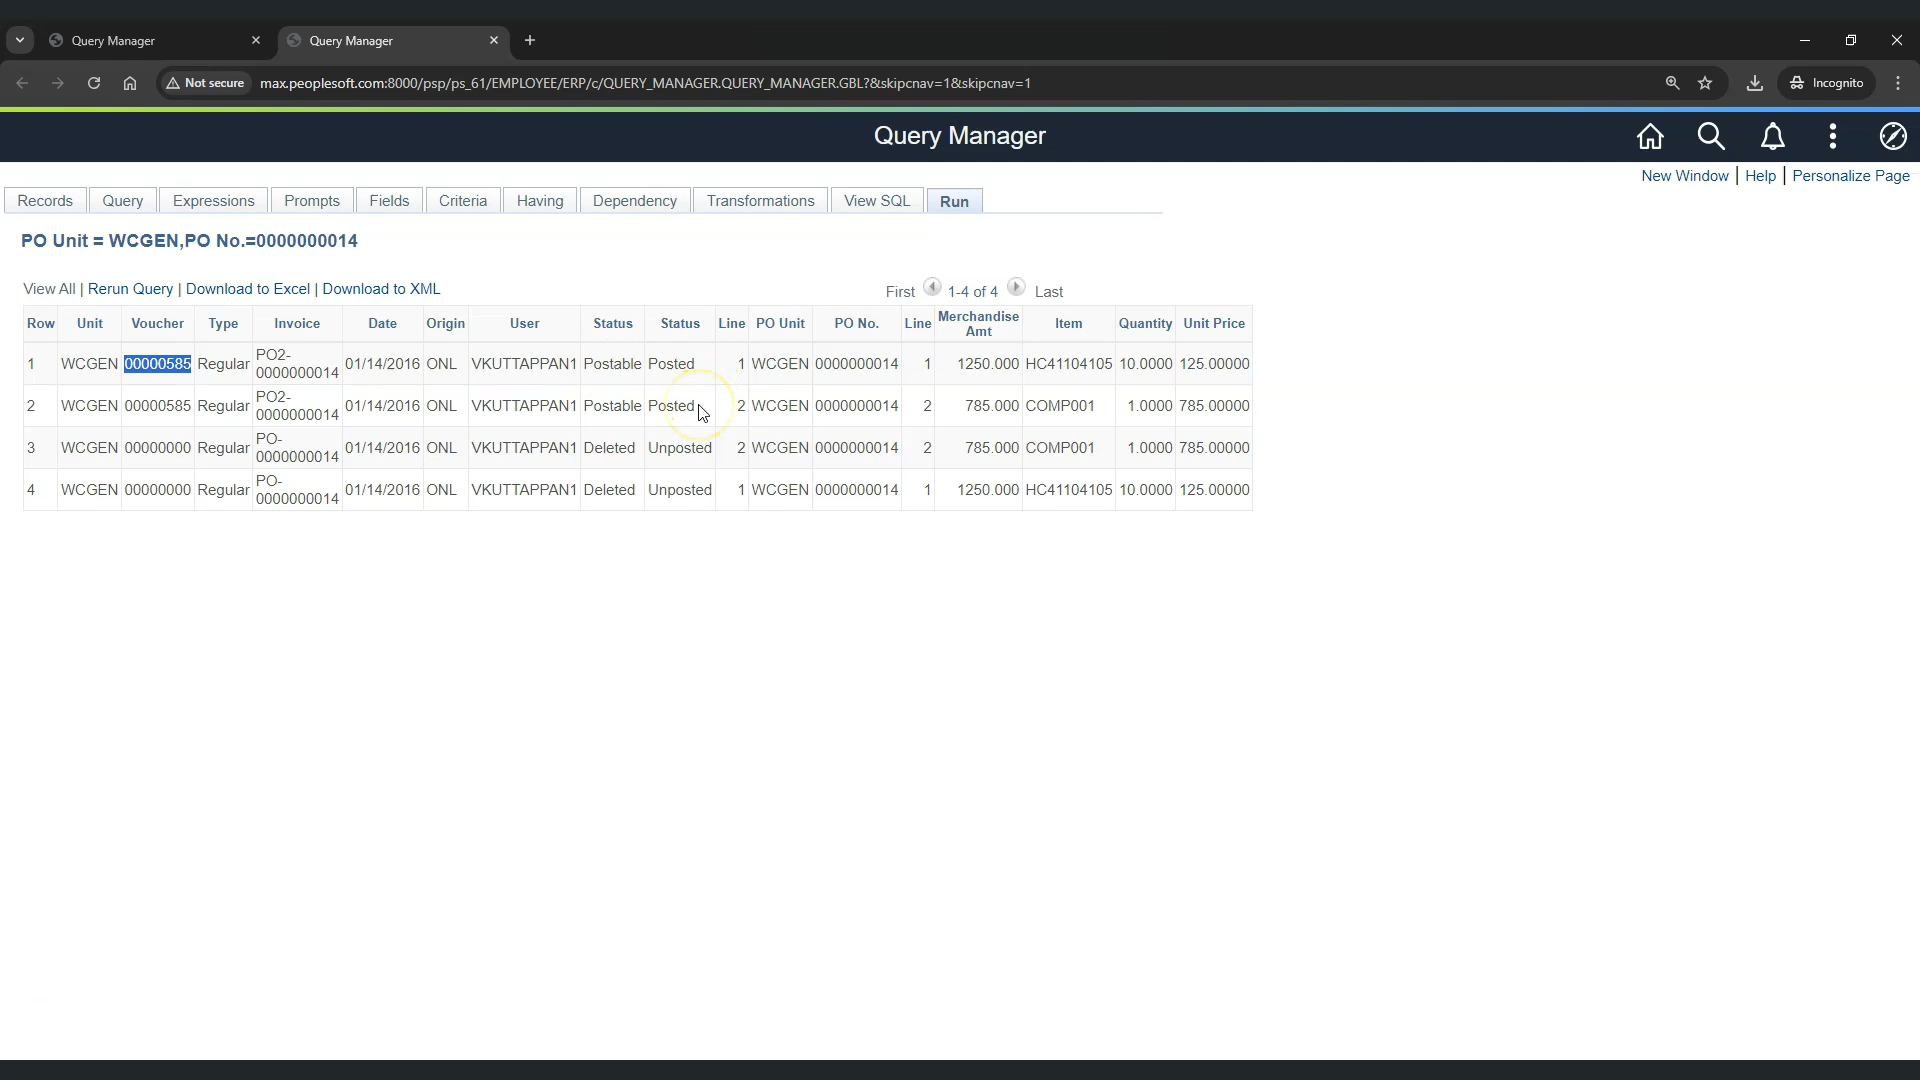 Query Manager
Query Manager
Not secure
max.peoplesoft.com:8000/psp/ps_61/EMPLOYEE/ERP/c/QUERY_MANAGER.QUERY_MANAGER.GBL?&skipcnav=1&skipcnav=1
Incognito
Query Manager
New Window | Help | Personalize Page
Records Query Expressions Prompts Fields Criteria Having Dependency Transformations View SQL Run
PO Unit = WCGEN,PO No.=0000000014
View All | Rerun Query | Download to Excel | Download to XML First 1-4 of 4 Last
Row Unit Voucher Type Invoice Date Origin User Status Status Line PO Unit PO No. Line Merchandise Amt Item Quantity Unit Price
1 WCGEN 00000585 Regular PO2-0000000014 01/14/2016 ONL VKUTTAPPAN1 Postable Posted 1 WCGEN 0000000014 1 1250.000 HC41104105 10.0000 125.00000
2 WCGEN 00000585 Regular PO2-0000000014 01/14/2016 ONL VKUTTAPPAN1 Postable Posted 2 WCGEN 0000000014 2 785.000 COMP001 1.0000 785.00000
3 WCGEN 00000000 Regular PO-0000000014 01/14/2016 ONL VKUTTAPPAN1 Deleted Unposted 2 WCGEN 0000000014 2 785.000 COMP001 1.0000 785.00000
4 WCGEN 00000000 Regular PO-0000000014 01/14/2016 ONL VKUTTAPPAN1 Deleted Unposted 1 WCGEN 0000000014 1 1250.000 HC41104105 10.0000 125.00000